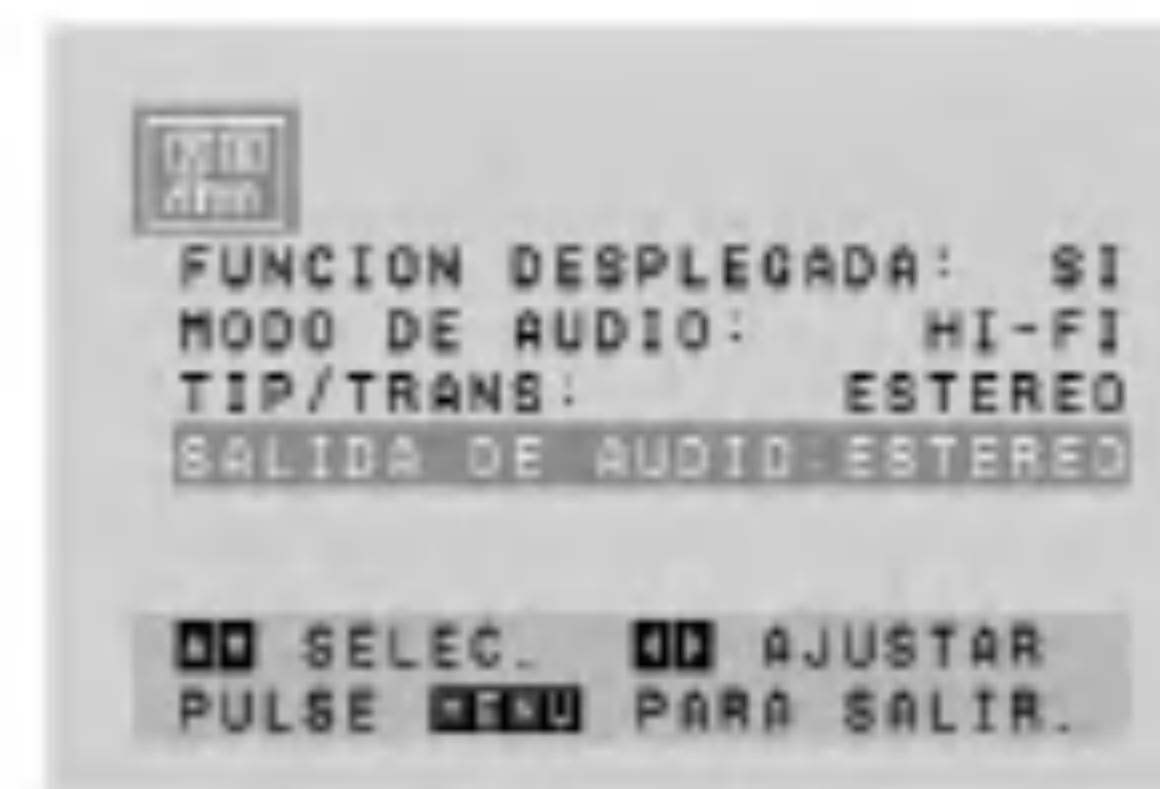 FUNCION DESPLEGADA: SI
MODO DE AUDIO: HI-FI
TIP/TRANS: ESTEREO
SALIDA DE AUDIO:ESTEREO
▲▼ SELEC. ◀▶ AJUSTAR
PULSE MENU PARA SALIR.